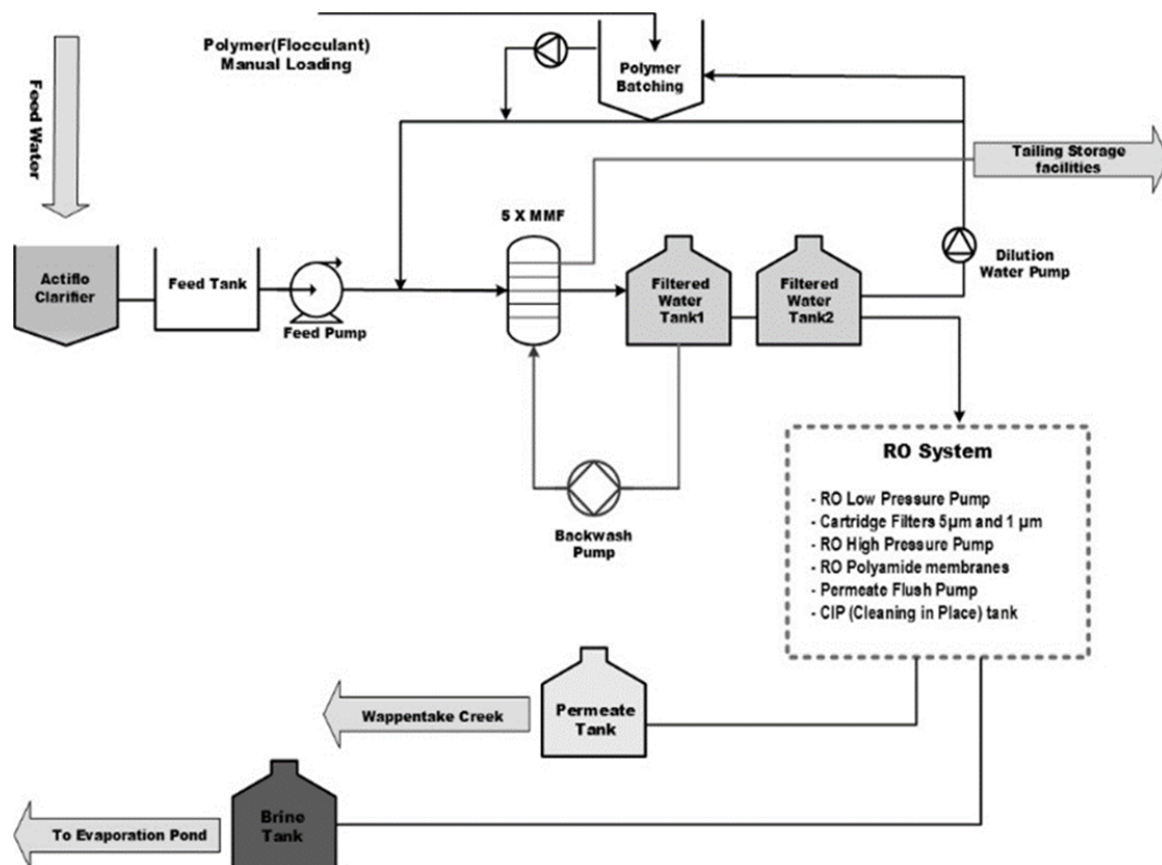 Polymer(Flocculant)
Manual Loading
Polymer
Batching
Feed Water
Tailing Storage
facilities
5 X MMF
Actiflo
Clarifier
Feed Tank
Feed Pump
Filtered
Water
Tank1
Filtered
Water
Tank2
Dilution
Water Pump
Backwash
Pump
RO System
- RO Low Pressure Pump
- Cartridge Filters 5µm and 1 µm
- RO High Pressure Pump
- RO Polyamide membranes
- Permeate Flush Pump
- CIP (Cleaning in Place) tank
Wappentake Creek
Permeate
Tank
To Evaporation Pond
Brine
Tank